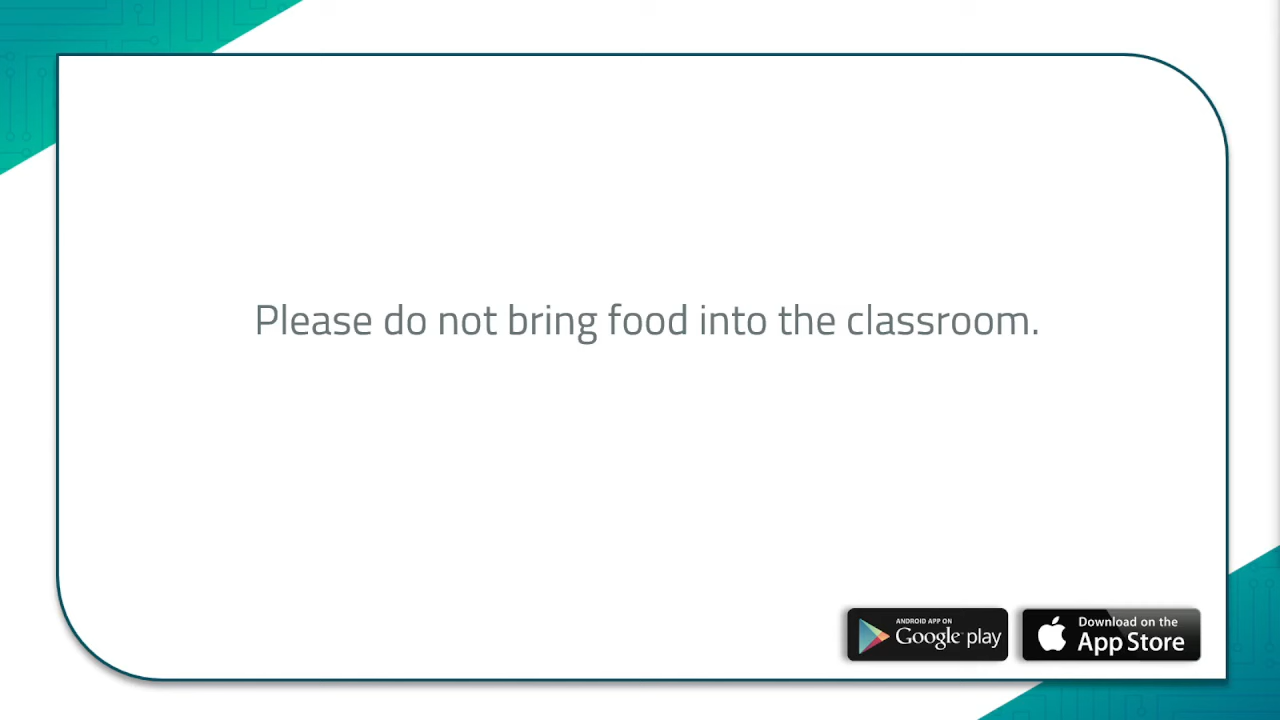 Please do not bring food into the classroom.
ANDROID APP ON
Google play
Download on the
App Store